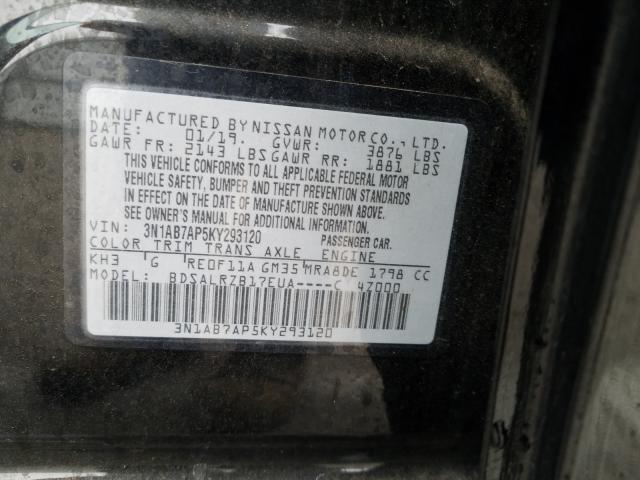 MANUFACTURED BY NISSAN MOTOR CO., LTD.
DATE: 01/19. GVWR: 3876 LBS
GAWR FR: 2143 LBS GAWR RR: 1881 LBS
THIS VEHICLE CONFORMS TO ALL APPLICABLE FEDERAL MOTOR
VEHICLE SAFETY, BUMPER AND THEFT PREVENTION STANDARDS
IN EFFECT ON THE DATE OF MANUFACTURE SHOWN ABOVE.
SEE OWNER'S MANUAL FOR ADDITIONAL INFORMATION.
VIN: 3N1AB7AP5KY293120 PASSENGER CAR.
COLOR TRIM TRANS AXLE ENGINE
KH3 G RE0F11A GM35 MRA8DE 1798 CC
MODEL: BDSALRZB17EUA----C 4Z000
3N1AB7AP5KY293120